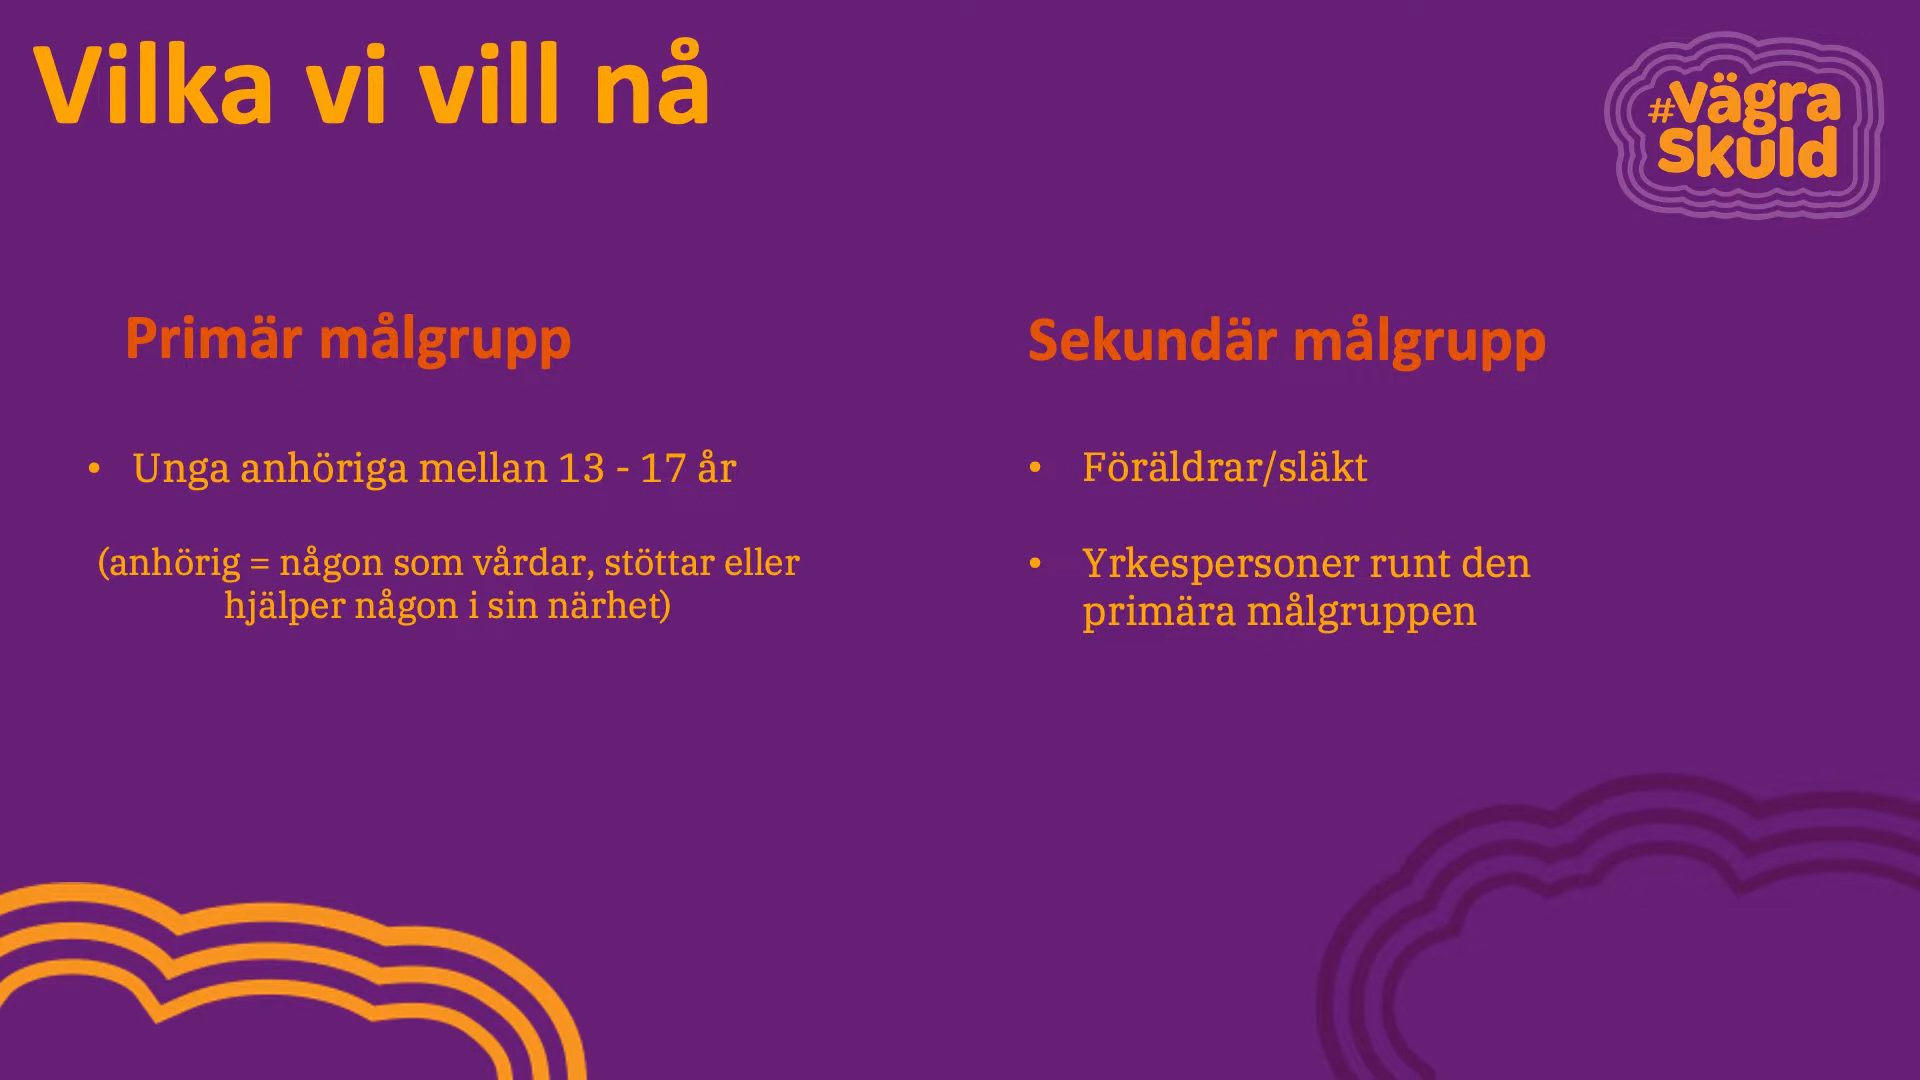 Vilka vi vill nå
#vägra
Skuld
Primär målgrupp
• Unga anhöriga mellan 13 - 17 år
(anhörig = någon som vårdar, stöttar eller
hjälper någon i sin närhet)
Sekundär målgrupp
• Föräldrar/släkt
• Yrkespersoner runt den
primära målgruppen